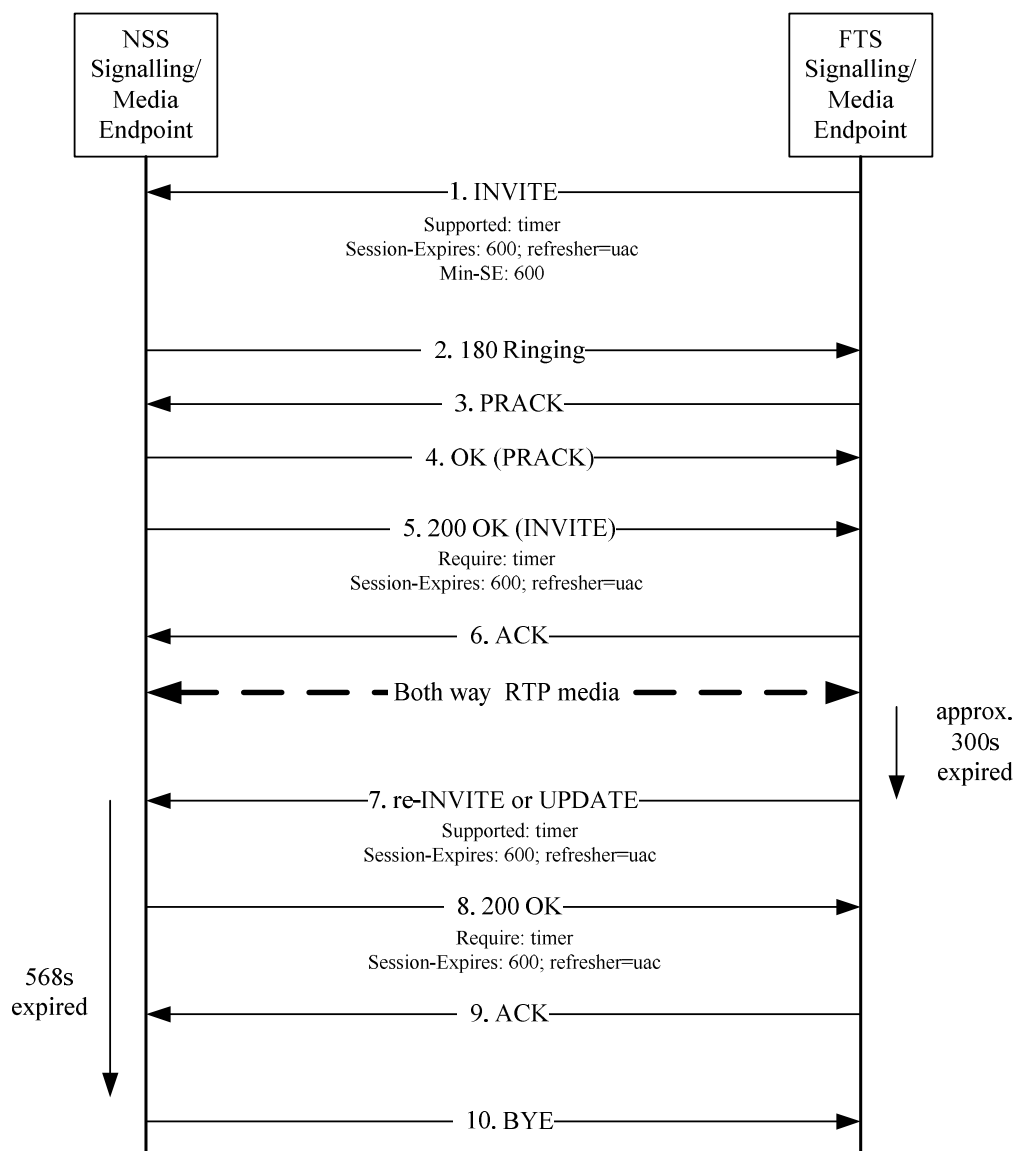 NSS
Signalling/
Media
Endpoint
FTS
Signalling/
Media
Endpoint
1. INVITE
Supported: timer
Session-Expires: 600; refresher=uac
Min-SE: 600
2. 180 Ringing
3. PRACK
4. OK (PRACK)
5. 200 OK (INVITE)
Require: timer
Session-Expires: 600; refresher=uac
6. ACK
Both way RTP media
approx.
300s
expired
7. re-INVITE or UPDATE
Supported: timer
Session-Expires: 600; refresher=uac
8. 200 OK
Require: timer
Session-Expires: 600; refresher=uac
568s
expired
9. ACK
10. BYE